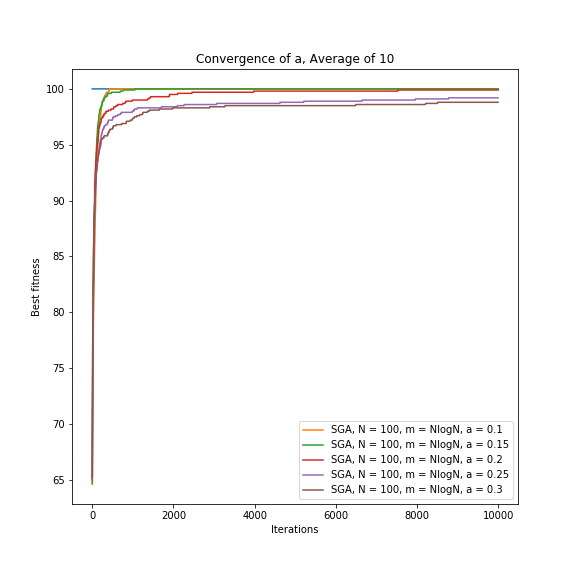 Convergence of a, Average of 10
100
95
90
85
80
75
70
65
Best fitness
SGA, N = 100, m = NlogN, a = 0.1
SGA, N = 100, m = NlogN, a = 0.15
SGA, N = 100, m = NlogN, a = 0.2
SGA, N = 100, m = NlogN, a = 0.25
SGA, N = 100, m = NlogN, a = 0.3
0 2000 4000 6000 8000 10000
Iterations